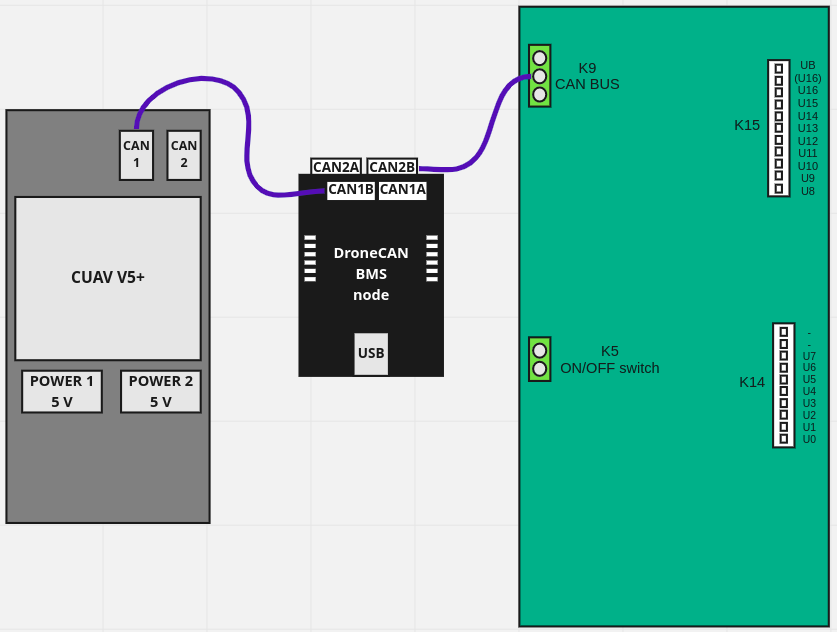 CAN
1
CAN
2
CUAV V5+
POWER 1
5 V
POWER 2
5 V
CAN2A
CAN2B
CAN1B
CAN1A
DroneCAN
BMS
node
USB
K9
CAN BUS
K15
UB
(U16)
U16
U15
U14
U13
U12
U11
U10
U9
U8
K5
ON/OFF switch
K14
-
-
U7
U6
U5
U4
U3
U2
U1
U0